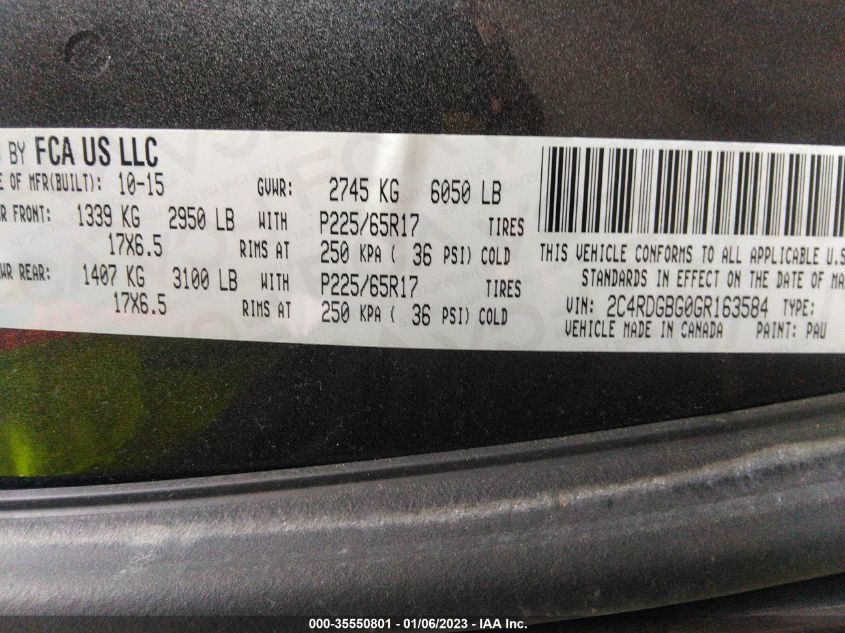 BY FCA US LLC
OF MFR(BUILT): 10-15 GVWR: 2745 KG 6050 LB
FRONT: 1339 KG 2950 LB WITH P225/65R17 TIRES
17X6.5 RIMS AT 250 KPA ( 36 PSI) COLD
REAR: 1407 KG 3100 LB WITH P225/65R17 TIRES
17X6.5 RIMS AT 250 KPA ( 36 PSI) COLD
THIS VEHICLE CONFORMS TO ALL APPLICABLE U.S
STANDARDS IN EFFECT ON THE DATE OF MA
VIN: 2C4RDGBG0GR163584 TYPE:
VEHICLE MADE IN CANADA PAINT: PAU
000-35550801 - 01/06/2023 - IAA Inc.